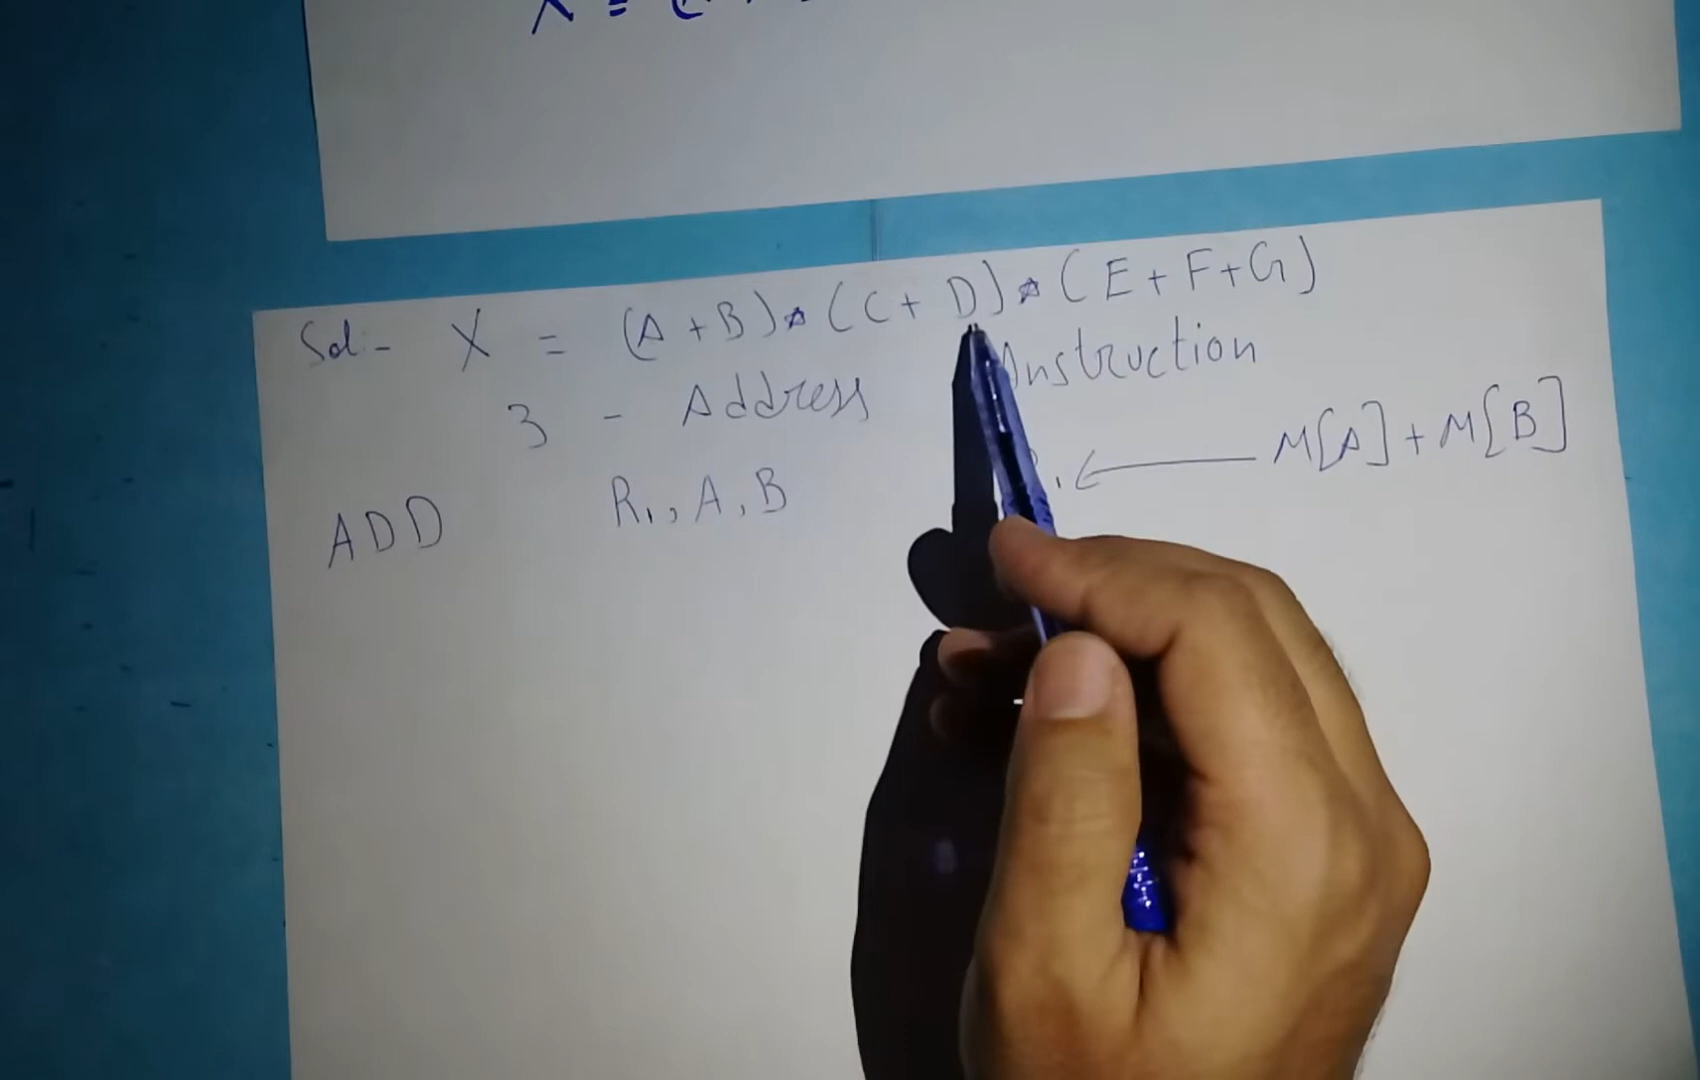 X = (
Sol:- X = (A+B)*(C+D)*(E+F+G)
3 - Address Instruction
ADD R₁, A, B ← M[A]+M[B]